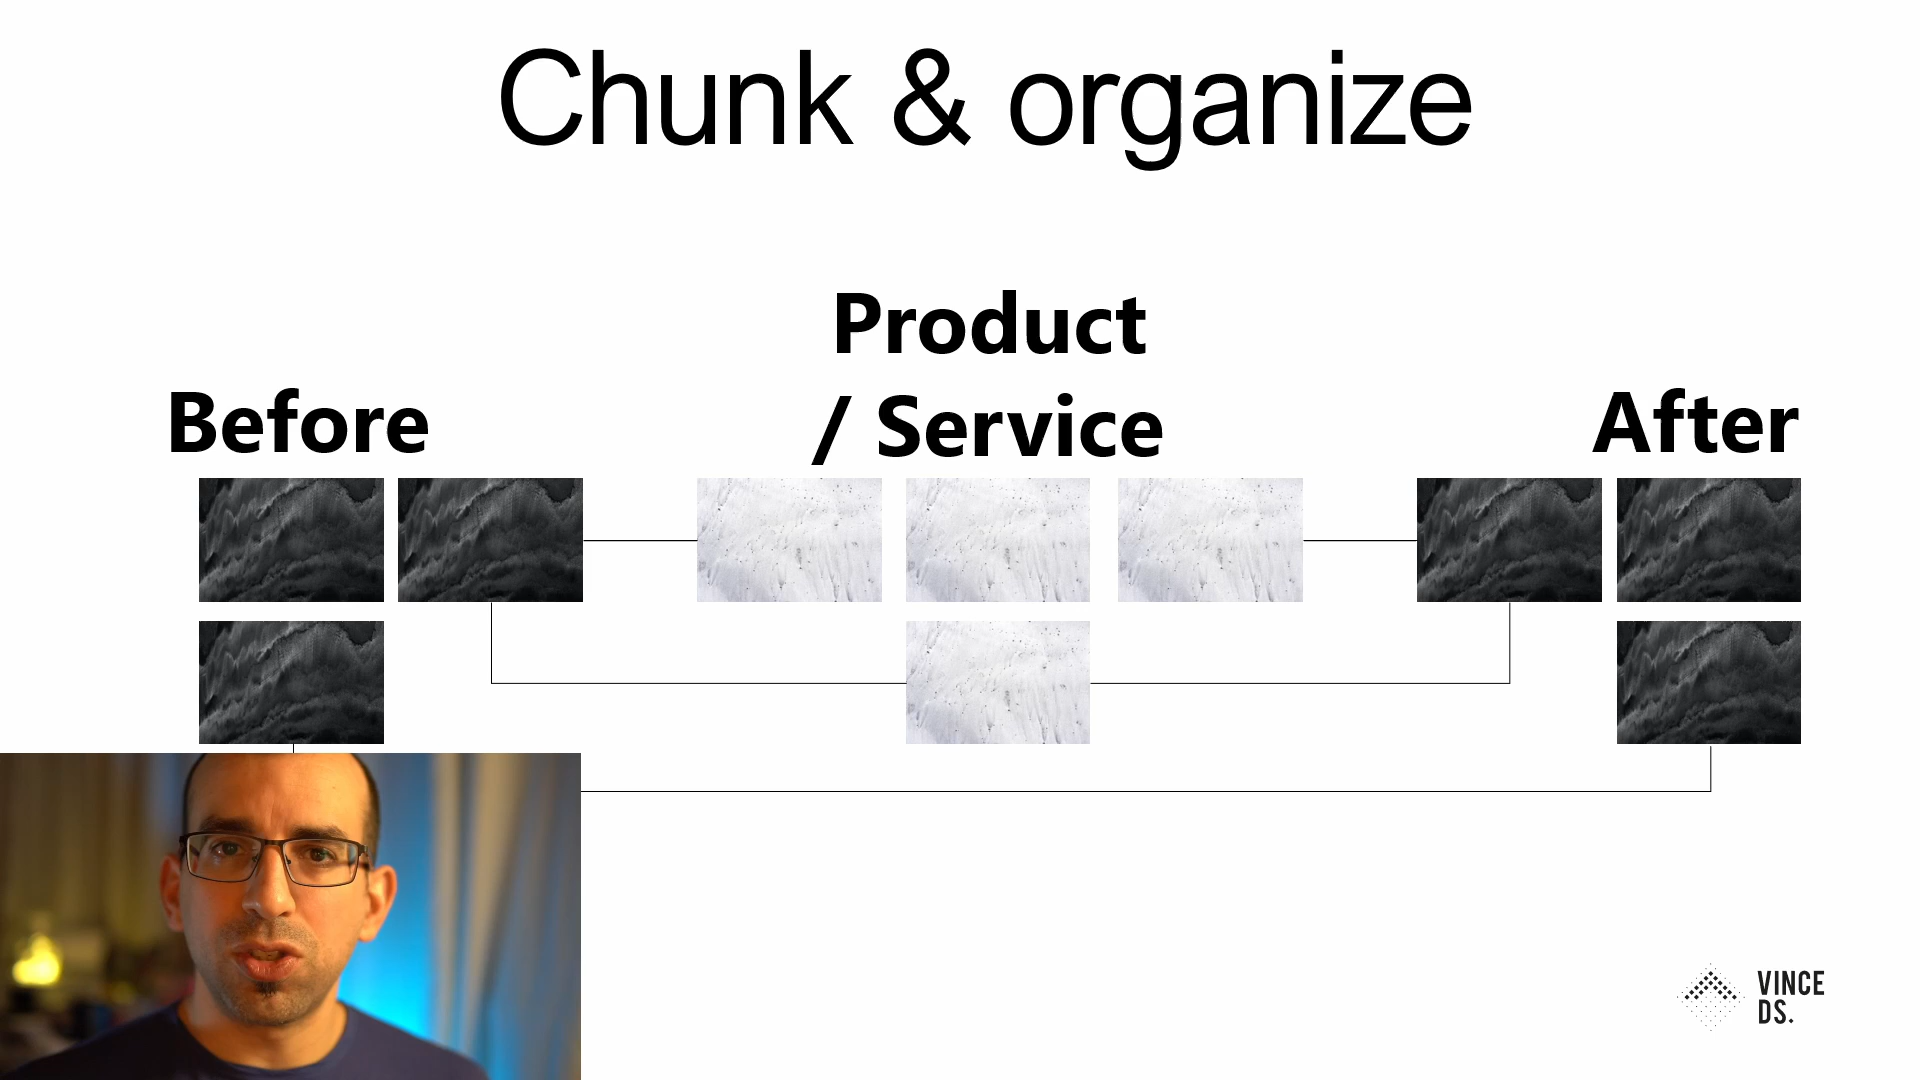 Chunk & organize
Product
/ Service
Before
After
VINCE
DS.